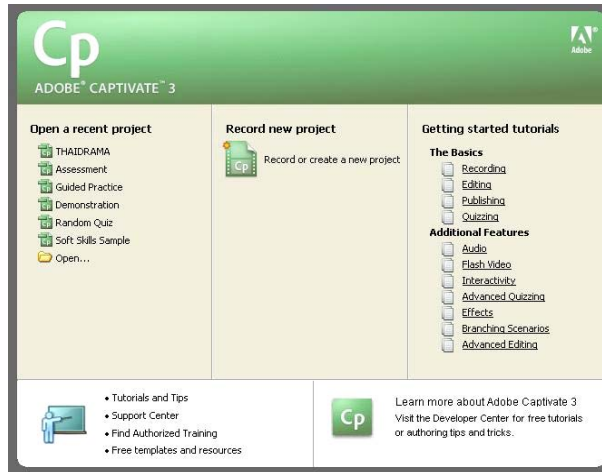 Cp
ADOBE® CAPTIVATE™ 3
Adobe®
Open a recent project
THAIDRAMA
Assessment
Guided Practice
Demonstration
Random Quiz
Soft Skills Sample
Open...
Record new project
Cp
Record or create a new project
Getting started tutorials
The Basics
Recording
Editing
Publishing
Quizzing
Additional Features
Audio
Flash Video
Interactivity
Advanced Quizzing
Effects
Branching Scenarios
Advanced Editing
• Tutorials and Tips
• Support Center
• Find Authorized Training
• Free templates and resources
Cp
Learn more about Adobe Captivate 3
Visit the Developer Center for free tutorials
or authoring tips and tricks.